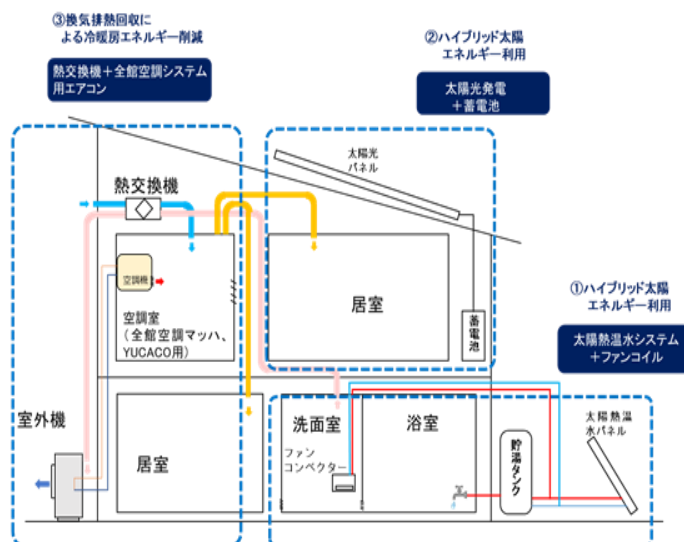 ③換気排熱回収に
よる冷暖房エネルギー削減
熱交換機＋全館空調システム
用エアコン
②ハイブリッド太陽
エネルギー利用
太陽光発電
＋蓄電池
太陽光
パネル
熱交換機
空調機
空調室
（全館空調マッハ、
YUCACO用）
居室
蓄電池
①ハイブリッド太陽
エネルギー利用
太陽熱温水システム
＋ファンコイル
室外機
居室
洗面室
ファン
コンベクター
浴室
貯湯タンク
太陽熱温
水パネル